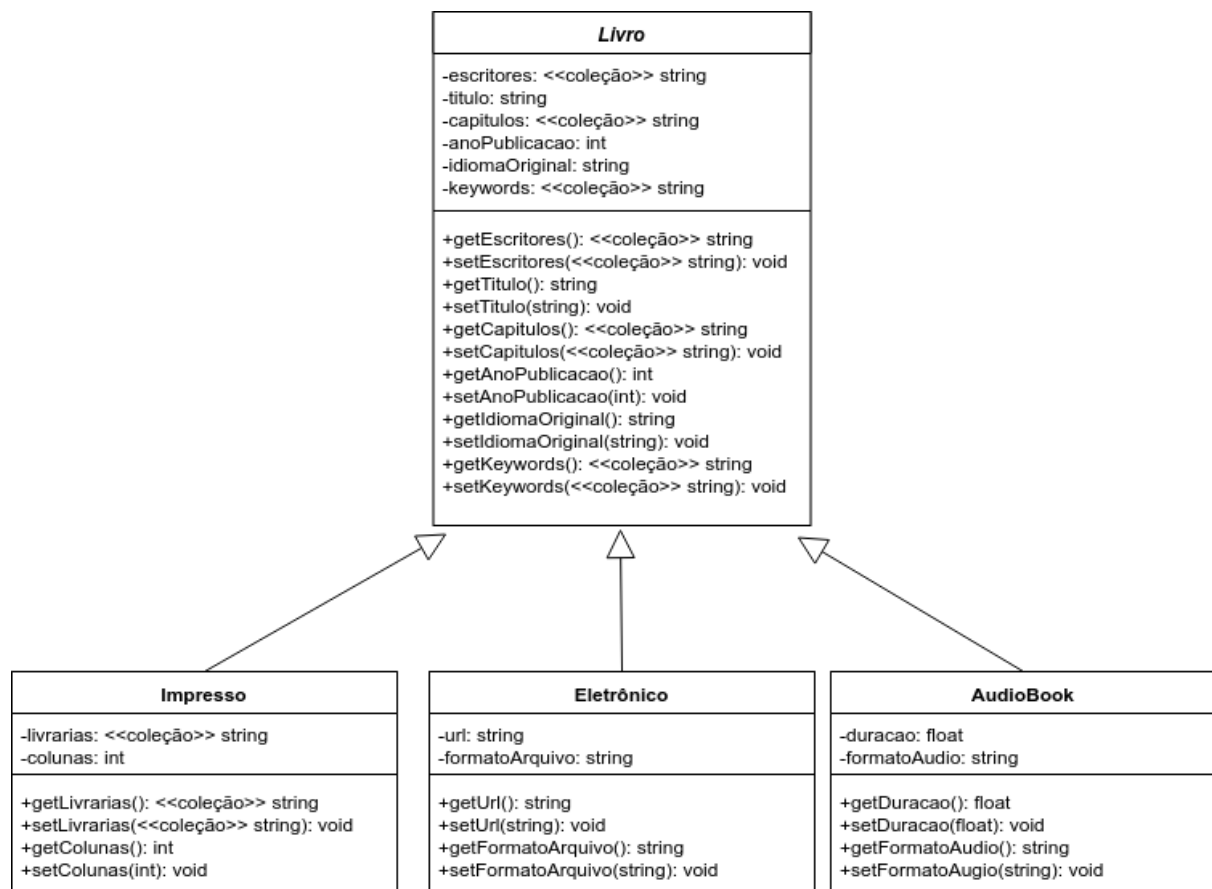 Livro
-escritores: <<coleção>> string
-titulo: string
-capitulos: <<coleção>> string
-anoPublicacao: int
-idiomaOriginal: string
-keywords: <<coleção>> string
+getEscritores(): <<coleção>> string
+setEscritores(<<coleção>> string): void
+getTitulo(): string
+setTitulo(string): void
+getCapitulos(): <<coleção>> string
+setCapitulos(<<coleção>> string): void
+getAnoPublicacao(): int
+setAnoPublicacao(int): void
+getIdiomaOriginal(): string
+setIdiomaOriginal(string): void
+getKeywords(): <<coleção>> string
+setKeywords(<<coleção>> string): void
Impresso
-livrarias: <<coleção>> string
-colunas: int
+getLivrarias(): <<coleção>> string
+setLivrarias(<<coleção>> string): void
+getColunas(): int
+setColunas(int): void
Eletrônico
-url: string
-formatoArquivo: string
+getUrl(): string
+setUrl(string): void
+getFormatoArquivo(): string
+setFormatoArquivo(string): void
AudioBook
-duracao: float
-formatoAudio: string
+getDuracao(): float
+setDuracao(float): void
+getFormatoAudio(): string
+setFormatoAugio(string): void